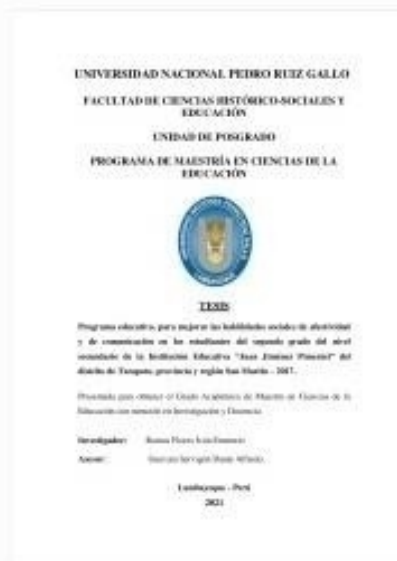 UNIVERSIDAD NACIONAL PEDRO RUIZ GALLO
FACULTAD DE CIENCIAS HISTÓRICO-SOCIALES Y
EDUCACIÓN
UNIDAD DE POSGRADO
PROGRAMA DE MAESTRÍA EN CIENCIAS DE LA
EDUCACIÓN
TESIS
Programa educativo, para mejorar las habilidades sociales de afectividad
y de comunicación en los estudiantes del segundo grado del nivel
secundario de la Institución Educativa "Juan Jiménez Pimentel" del
distrito de Tarapoto, provincia y región San Martín - 2017.
Presentada para obtener el Grado Académico de Maestro en Ciencias de la
Educación con mención en Investigación y Docencia
Investigador:
Asesor:
Lambayeque - Perú
2021